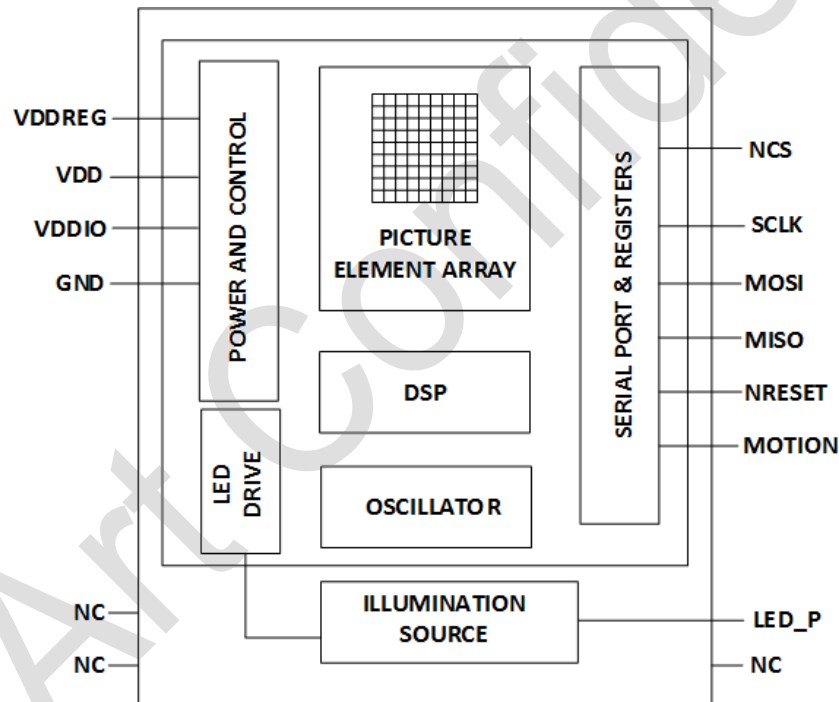 VDDREG
VDD
VDDIO
GND
NC
NC
POWER AND CONTROL
LED
DRIVE
PICTURE
ELEMENT ARRAY
DSP
OSCILLATOR
ILLUMINATION
SOURCE
SERIAL PORT & REGISTERS
NCS
SCLK
MOSI
MISO
NRESET
MOTION
LED_P
NC
Art